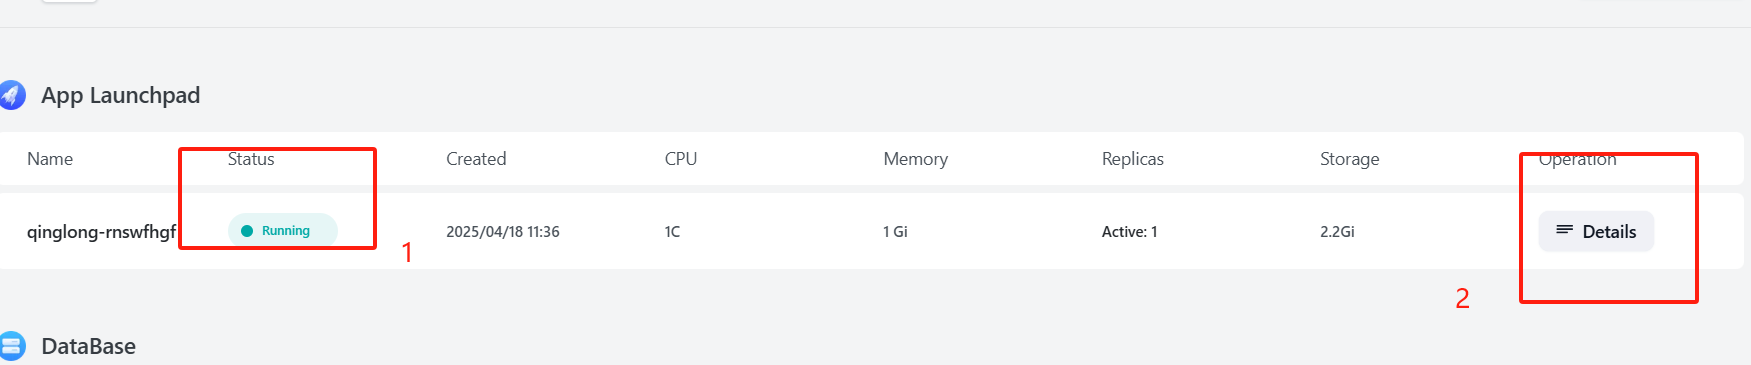 App Launchpad
Name Status Created CPU Memory Replicas Storage Operation
qinglong-rnswfhgf Running 2025/04/18 11:36 1C 1 Gi Active: 1 2.2Gi Details
1
2
DataBase